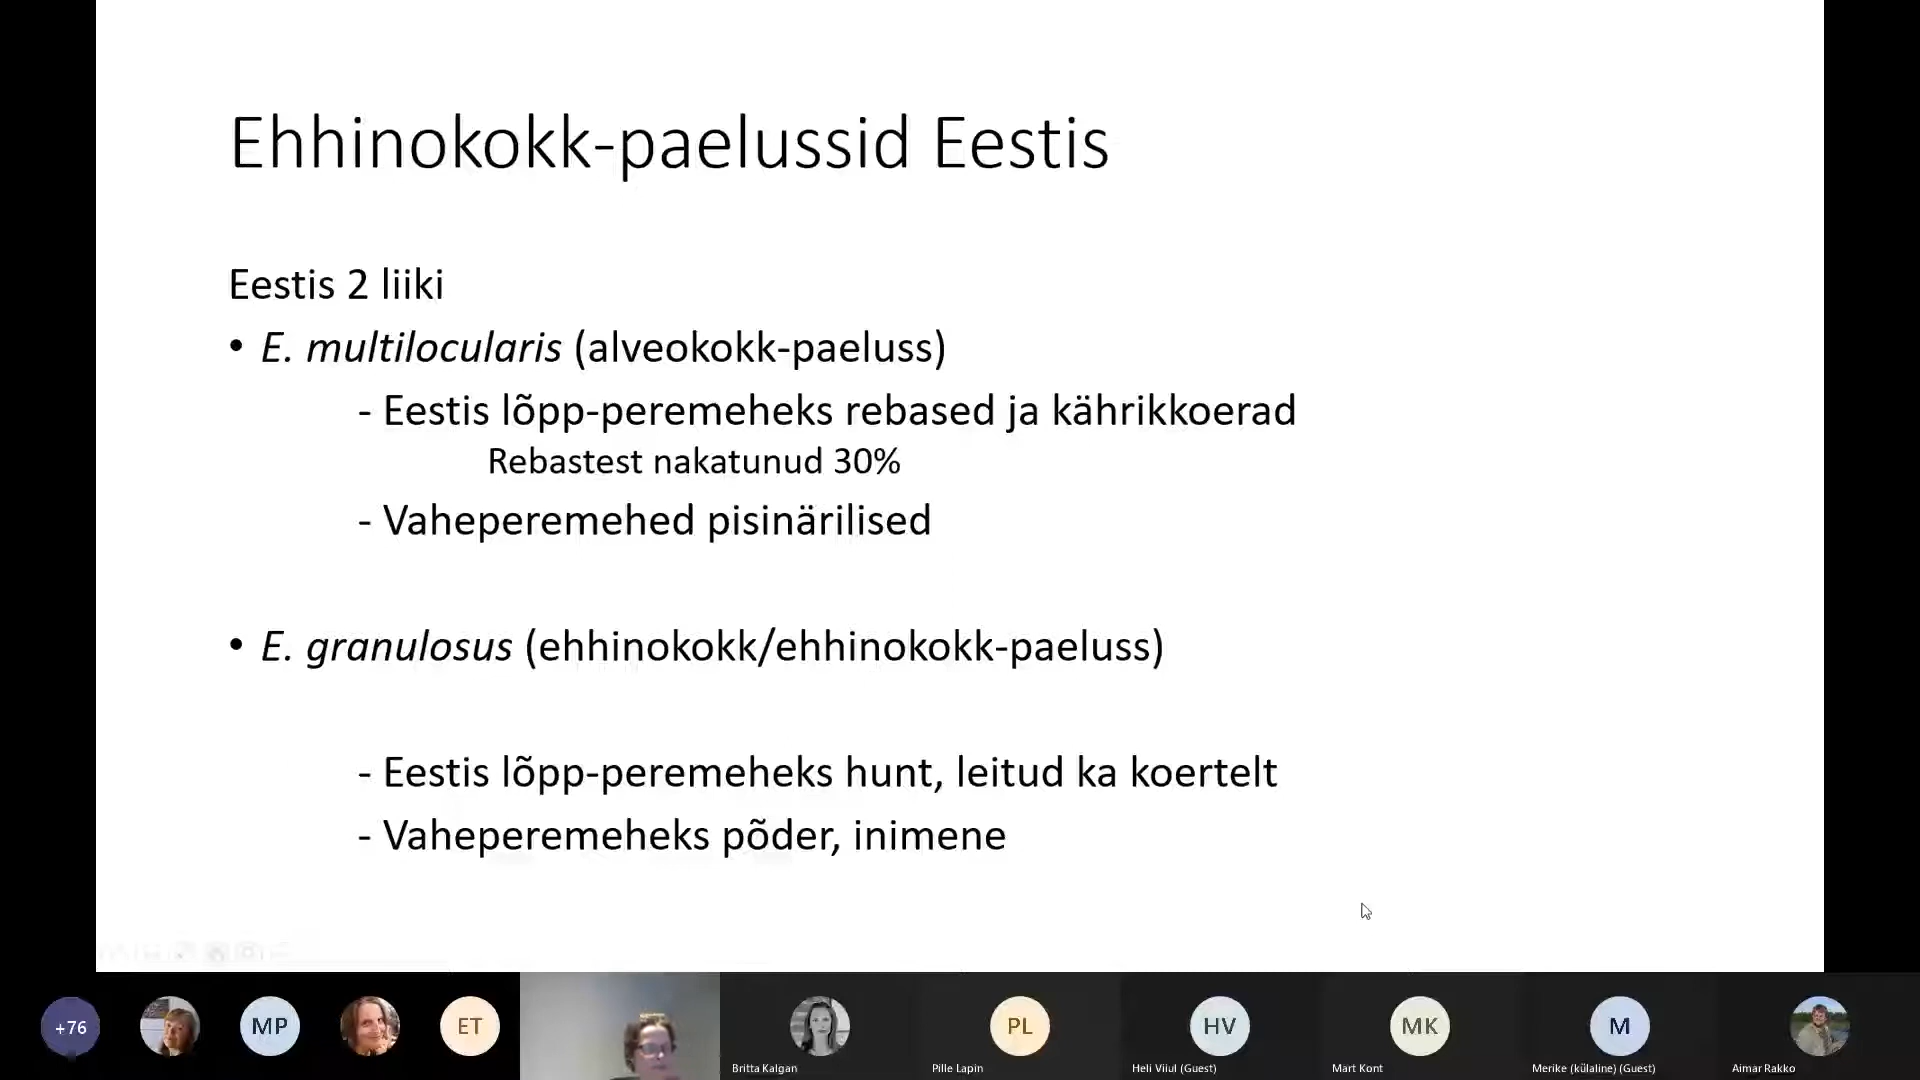 Ehhinokokk-paelussid Eestis
Eestis 2 liiki
• E. multilocularis (alveokokk-paeluss)
- Eestis lõpp-peremeheks rebased ja kährikkoerad
Rebastest nakatunud 30%
- Vaheperemehed pisinärilised
• E. granulosus (ehhinokokk/ehhinokokk-paeluss)
- Eestis lõpp-peremeheks hunt, leitud ka koertelt
- Vaheperemeheks põder, inimene
+76
MP
ET
PL
HV
MK
M
Britta Kalgan
Pille Lapin
Heli Viiul (Guest)
Mart Kont
Merike (külaline) (Guest)
Aimar Rakko